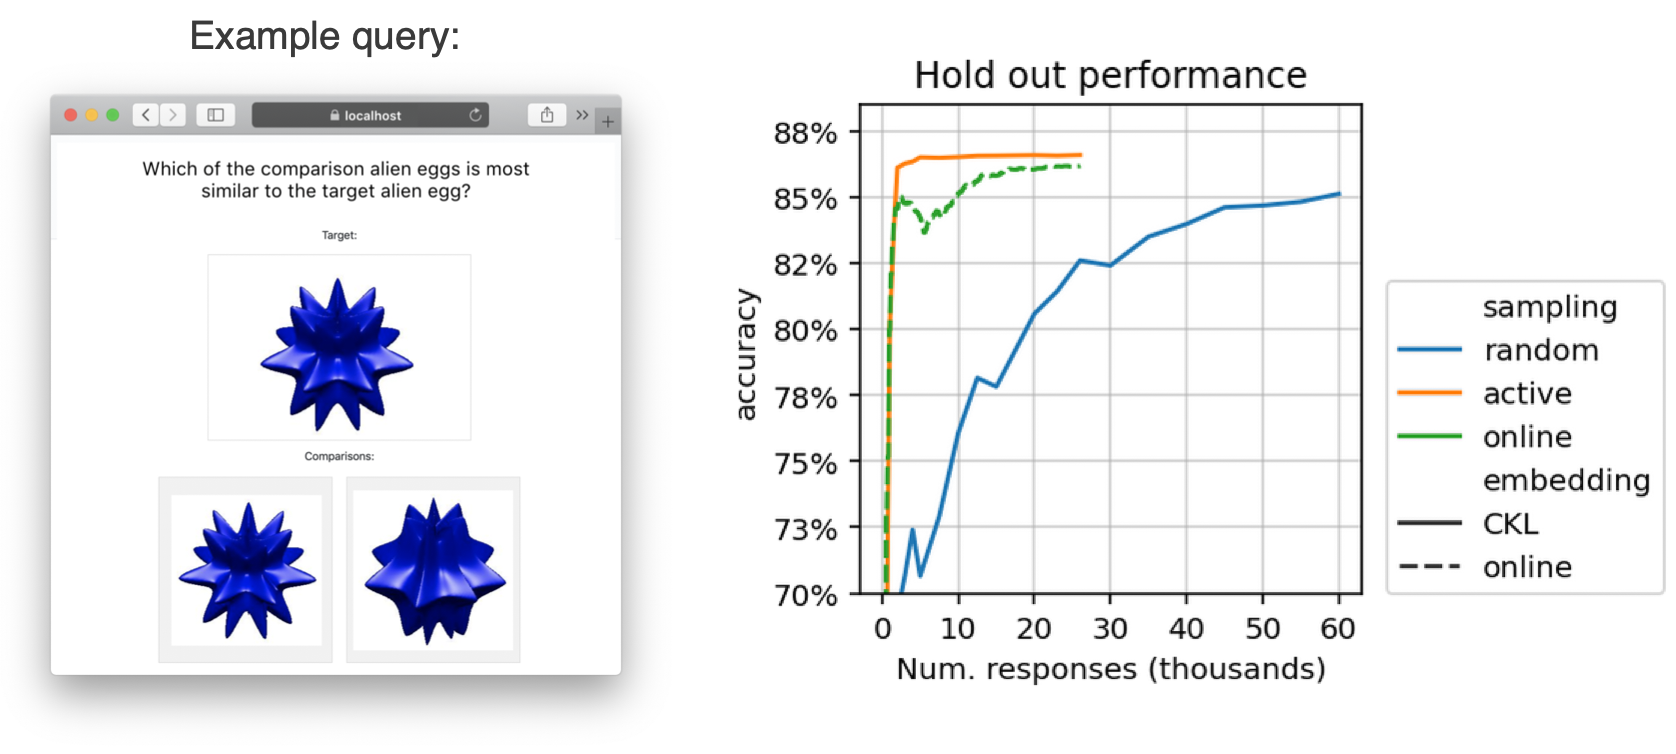 Example query:
localhost
Which of the comparison alien eggs is most
similar to the target alien egg?
Target:
Comparisons:
Hold out performance
88%
85%
82%
80%
78%
75%
73%
70%
accuracy
0 10 20 30 40 50 60
Num. responses (thousands)
sampling
random
active
online
embedding
CKL
online